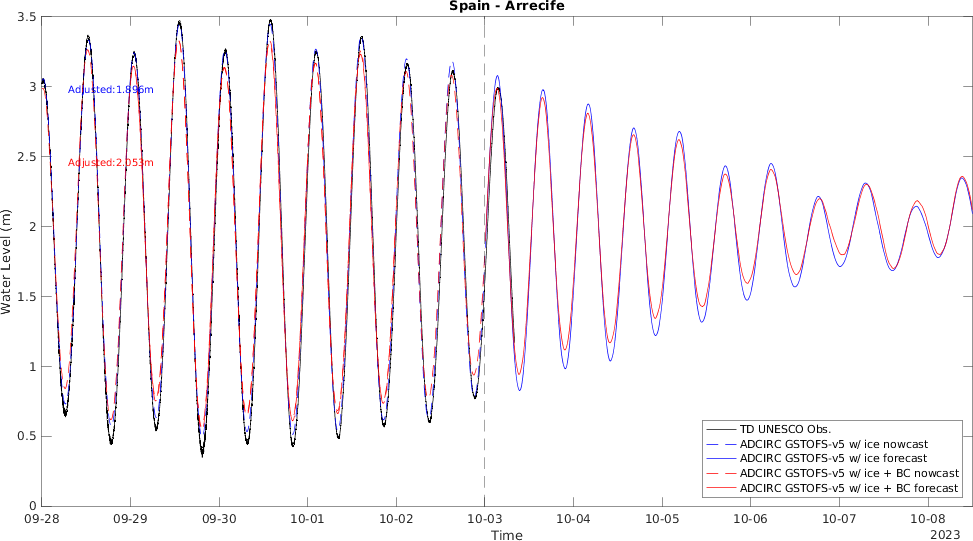 Spain - Arrecife
3.5
3
2.5
2
1.5
1
0.5
0
Water Level (m)
Adjusted:1.896m
Adjusted:2.053m
TD UNESCO Obs.
ADCIRC GSTOFS-v5 w/ ice nowcast
ADCIRC GSTOFS-v5 w/ ice forecast
ADCIRC GSTOFS-v5 w/ ice + BC nowcast
ADCIRC GSTOFS-v5 w/ ice + BC forecast
09-28 09-29 09-30 10-01 10-02 10-03 10-04 10-05 10-06 10-07 10-08
2023
Time